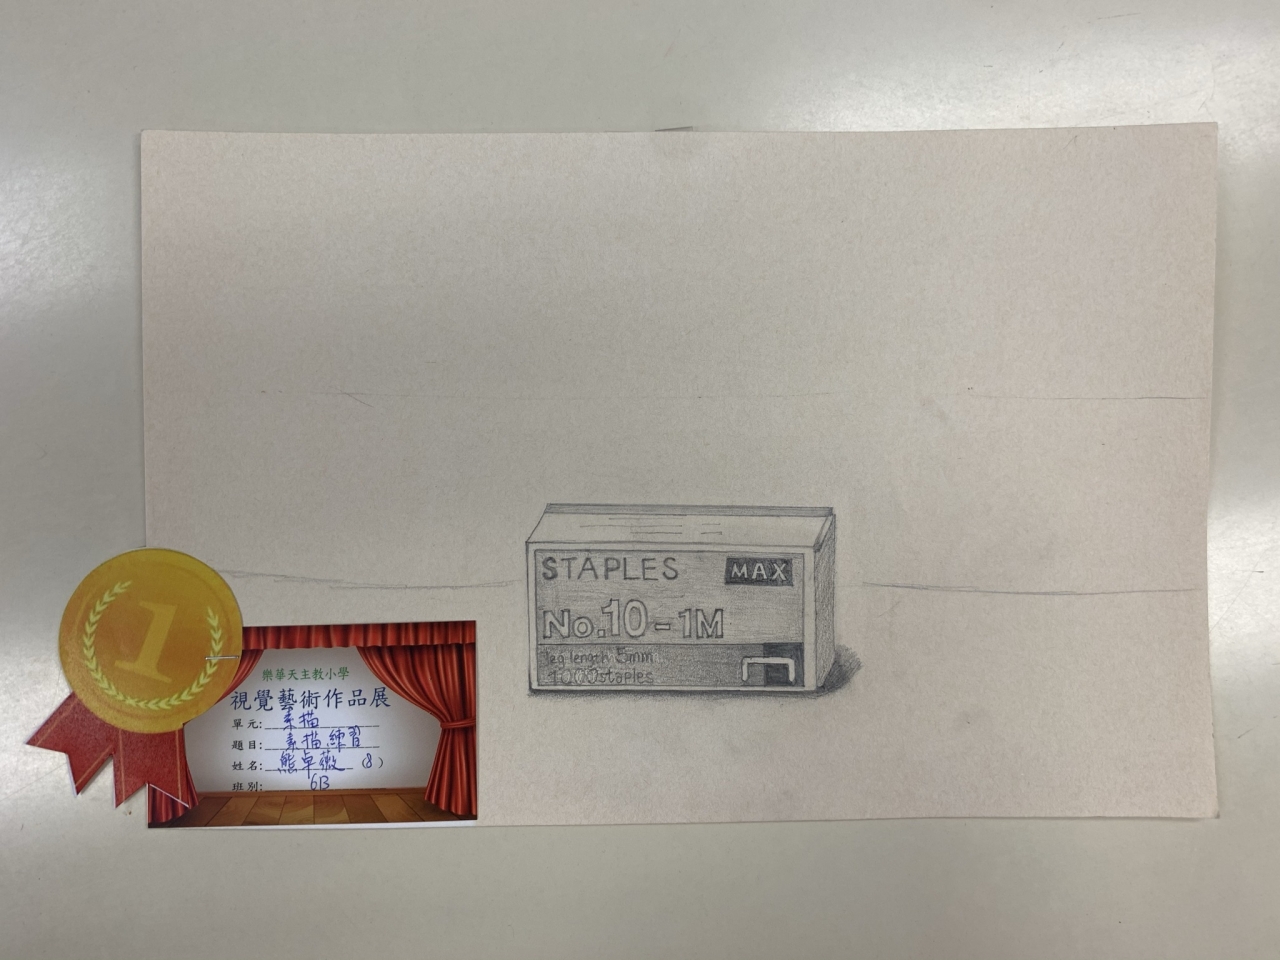 STAPLES MAX
No.10-1M
leg length 5mm
1000staples
1
樂華天主教小學
視覺藝術作品展
單元: 素描
題目: 素描練習
姓名: 熊卓薇 (8)
班別: 6B